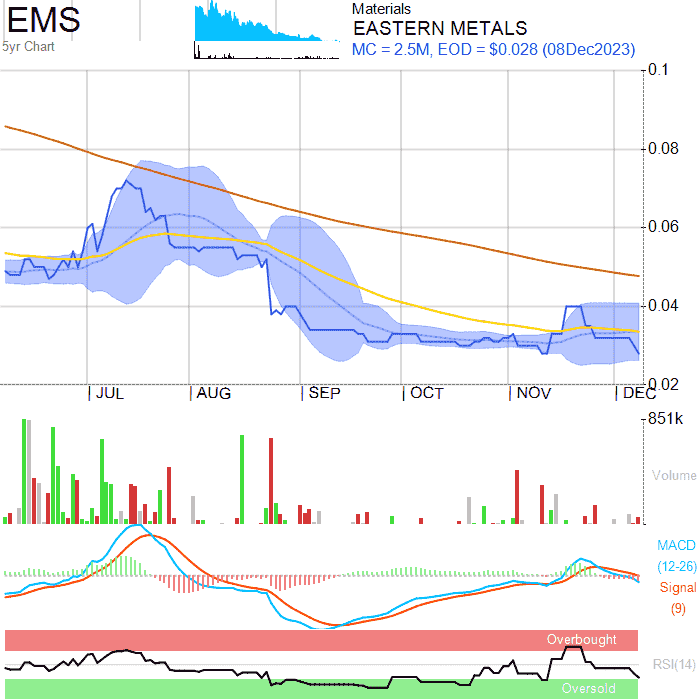 EMS
5yr Chart
Materials
EASTERN METALS
MC = 2.5M, EOD = $0.028 (08Dec2023)
0.1
0.08
0.06
0.04
0.02
JUL AUG SEP OCT NOV DEC
851k
Volume
MACD
(12-26)
Signal
(9)
Overbought
RSI(14)
Oversold